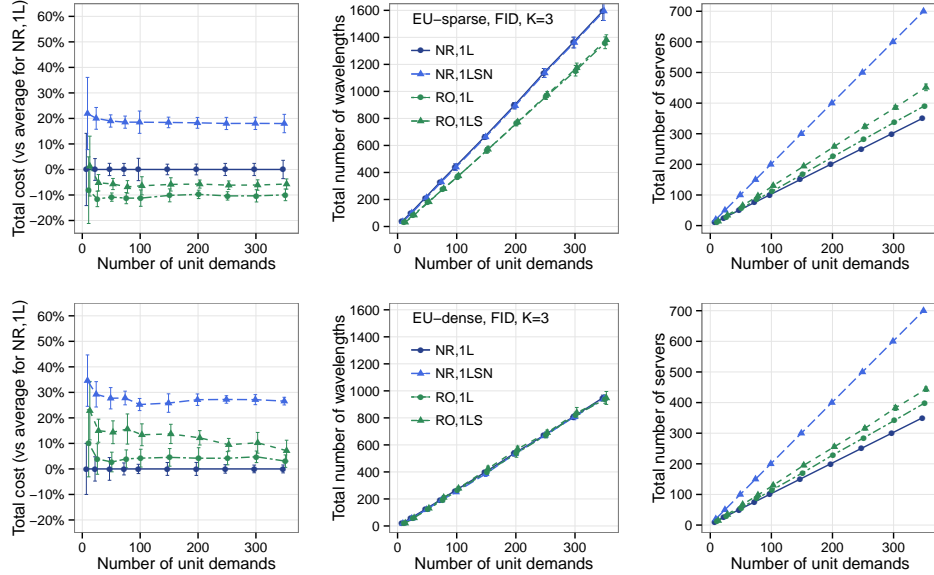 Total cost (vs average for NR,1L)
60%
50%
40%
30%
20%
10%
0%
−10%
−20%
0 100 200 300
Number of unit demands
Total number of wavelengths
1600
1400
1200
1000
800
600
400
200
0
EU−sparse, FID, K=3
NR,1L
NR,1LSN
RO,1L
RO,1LS
0 100 200 300
Number of unit demands
Total number of servers
700
600
500
400
300
200
100
0
0 100 200 300
Number of unit demands
Total cost (vs average for NR,1L)
60%
50%
40%
30%
20%
10%
0%
−10%
−20%
0 100 200 300
Number of unit demands
Total number of wavelengths
1600
1400
1200
1000
800
600
400
200
0
EU−dense, FID, K=3
NR,1L
NR,1LSN
RO,1L
RO,1LS
0 100 200 300
Number of unit demands
Total number of servers
700
600
500
400
300
200
100
0
0 100 200 300
Number of unit demands